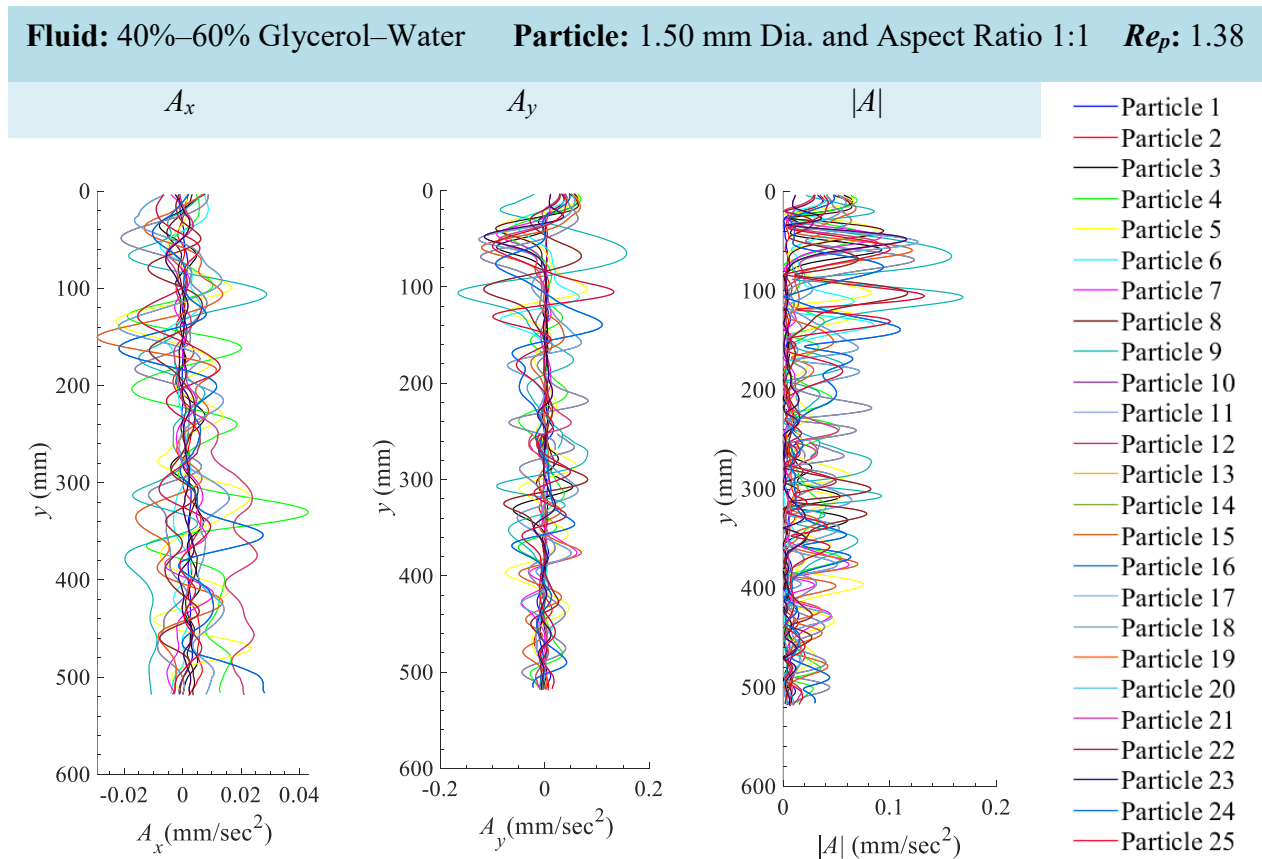 Fluid: 40%–60% Glycerol–Water Particle: 1.50 mm Dia. and Aspect Ratio 1:1 Rep: 1.38
Ax Ay |A|
0
100
200
300
400
500
600
y (mm)
-0.02 0 0.02 0.04
Ax(mm/sec2)
0
100
200
300
400
500
600
y (mm)
-0.2 0 0.2
Ay(mm/sec2)
0
100
200
300
400
500
600
y (mm)
0 0.1 0.2
|A| (mm/sec2)
Particle 1
Particle 2
Particle 3
Particle 4
Particle 5
Particle 6
Particle 7
Particle 8
Particle 9
Particle 10
Particle 11
Particle 12
Particle 13
Particle 14
Particle 15
Particle 16
Particle 17
Particle 18
Particle 19
Particle 20
Particle 21
Particle 22
Particle 23
Particle 24
Particle 25